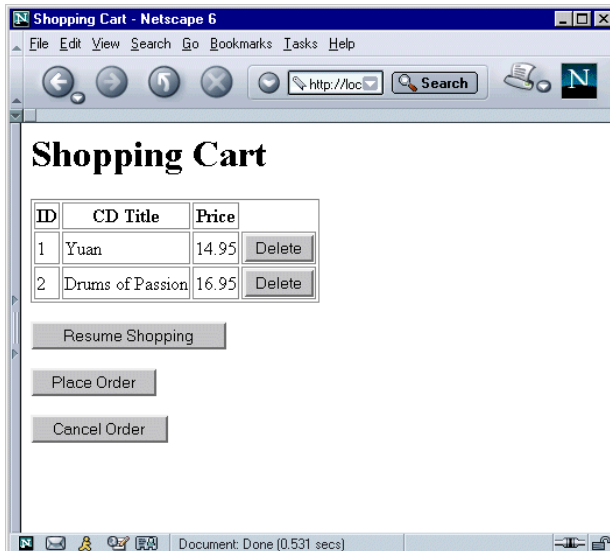 N Shopping Cart - Netscape 6
File Edit View Search Go Bookmarks Tasks Help
http://loc Search N
Shopping Cart
ID CD Title Price
1 Yuan 14.95 Delete
2 Drums of Passion 16.95 Delete
Resume Shopping
Place Order
Cancel Order
N Document: Done (0.531 secs)